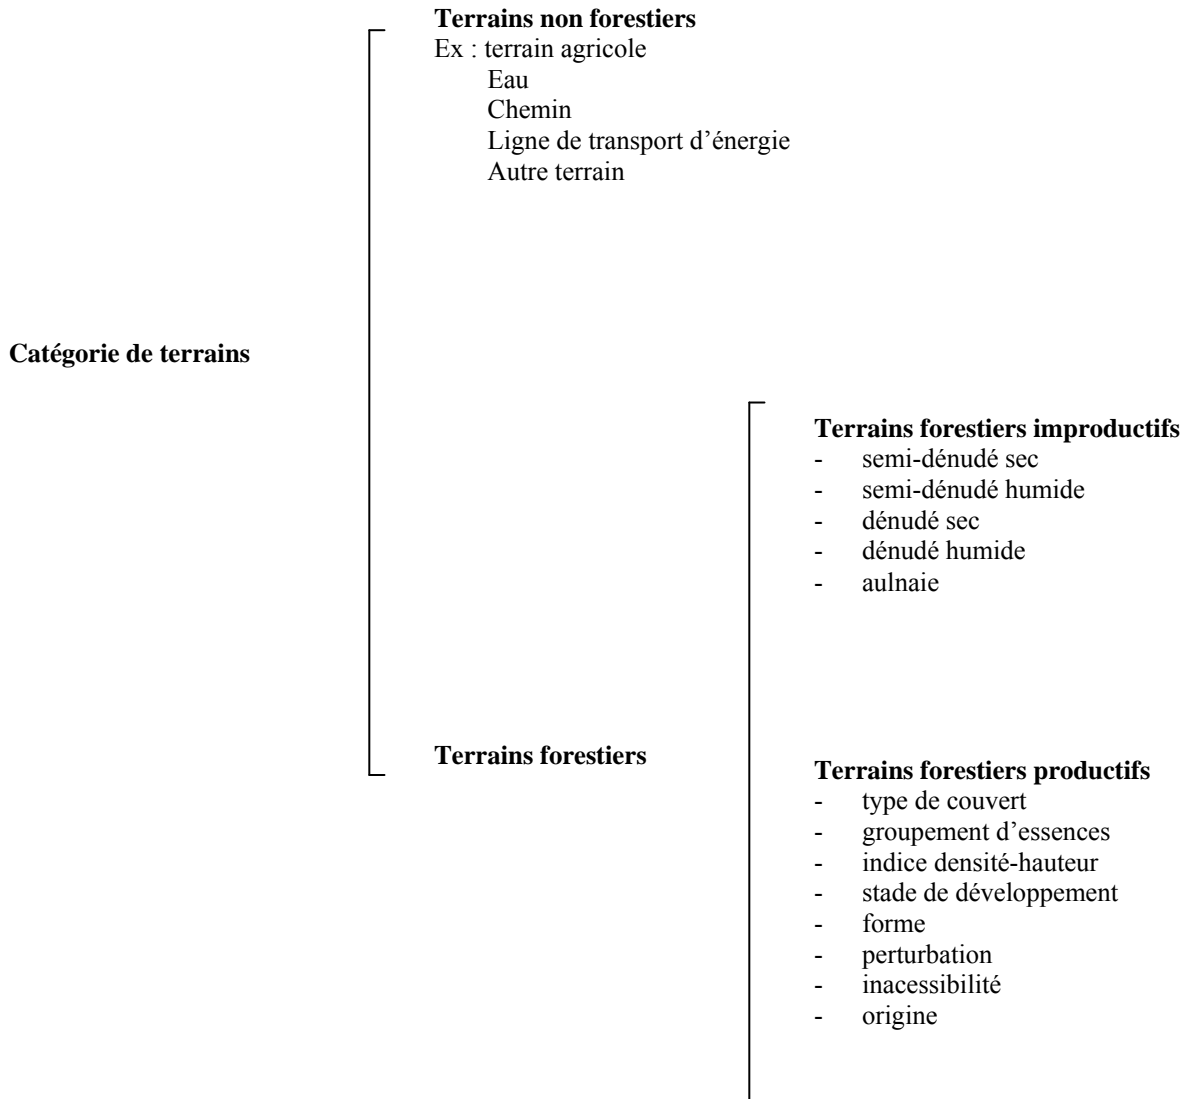 Terrains non forestiers
Ex : terrain agricole
Eau
Chemin
Ligne de transport d’énergie
Autre terrain
Catégorie de terrains
Terrains forestiers improductifs
- semi-dénudé sec
- semi-dénudé humide
- dénudé sec
- dénudé humide
- aulnaie
Terrains forestiers
Terrains forestiers productifs
- type de couvert
- groupement d’essences
- indice densité-hauteur
- stade de développement
- forme
- perturbation
- inacessibilité
- origine